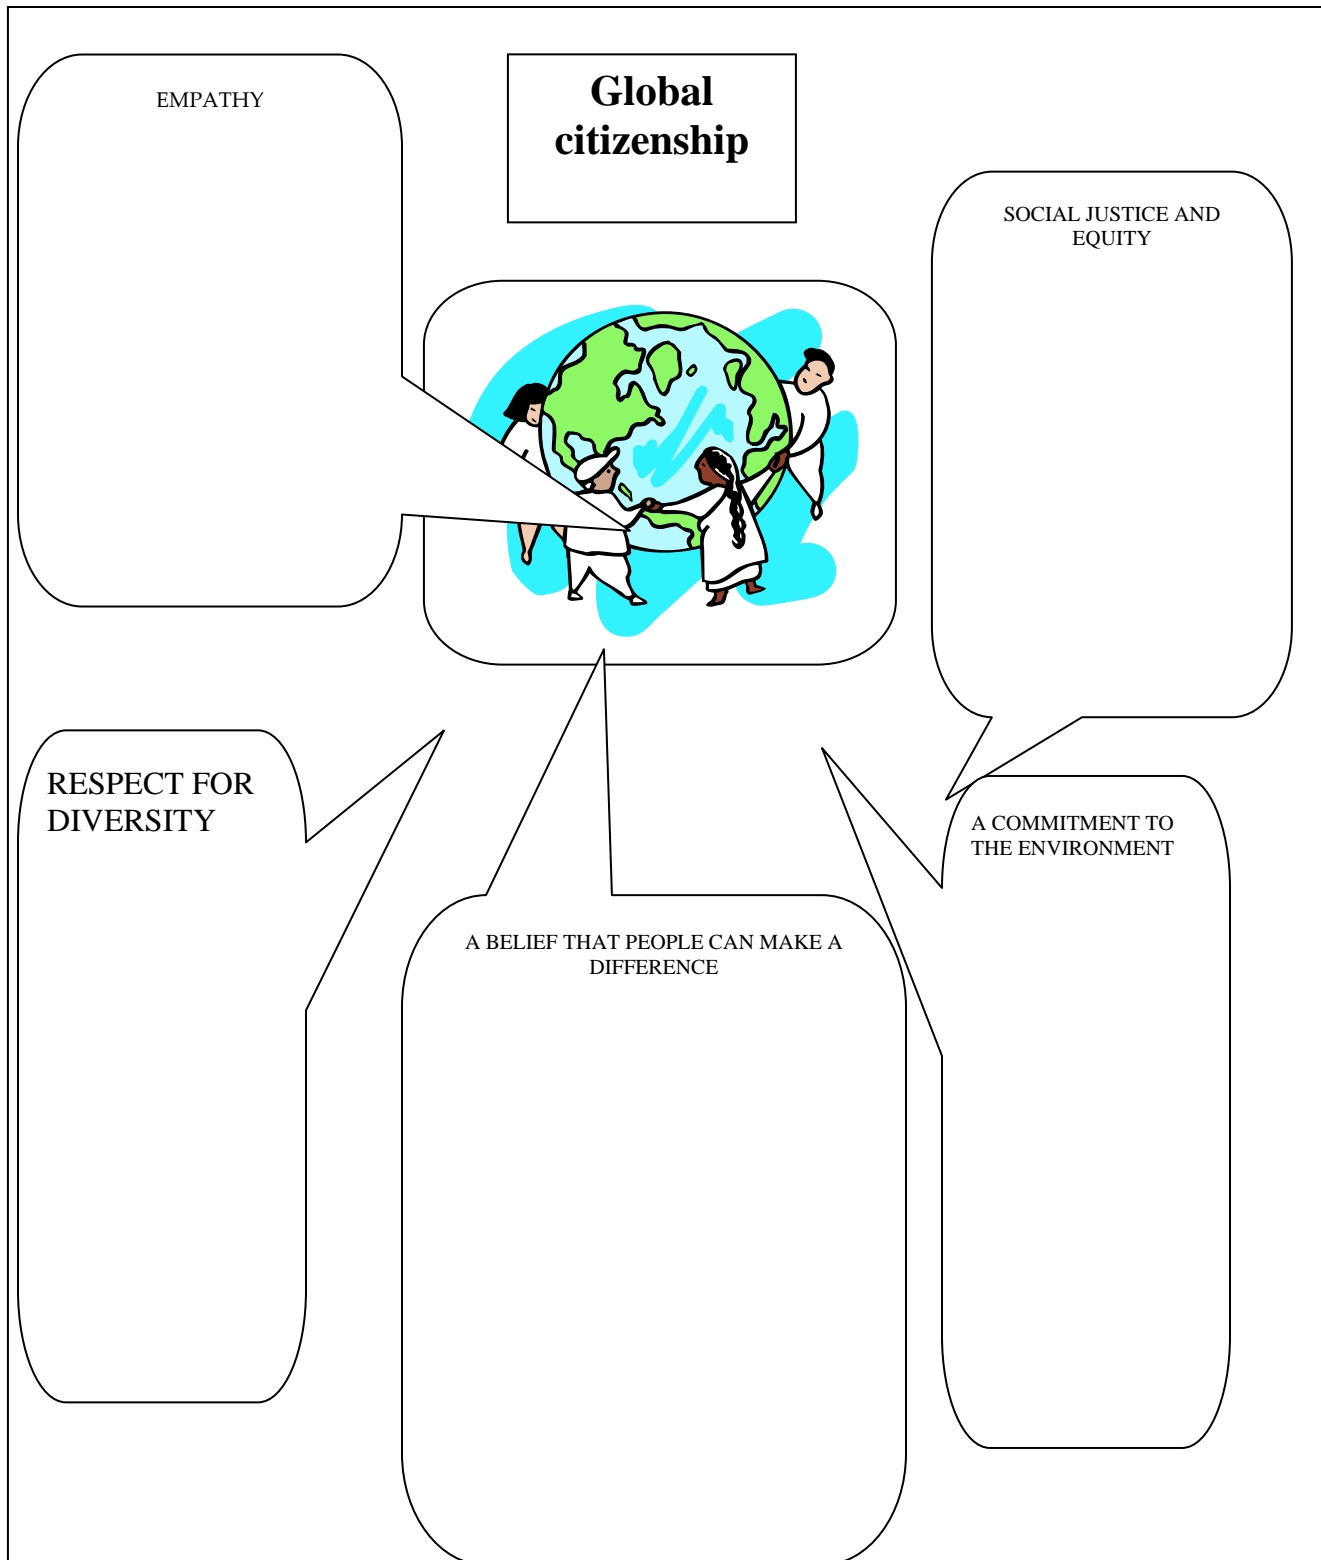 EMPATHY
Global
citizenship
SOCIAL JUSTICE AND
EQUITY
RESPECT FOR
DIVERSITY
A BELIEF THAT PEOPLE CAN MAKE A
DIFFERENCE
A COMMITMENT TO
THE ENVIRONMENT